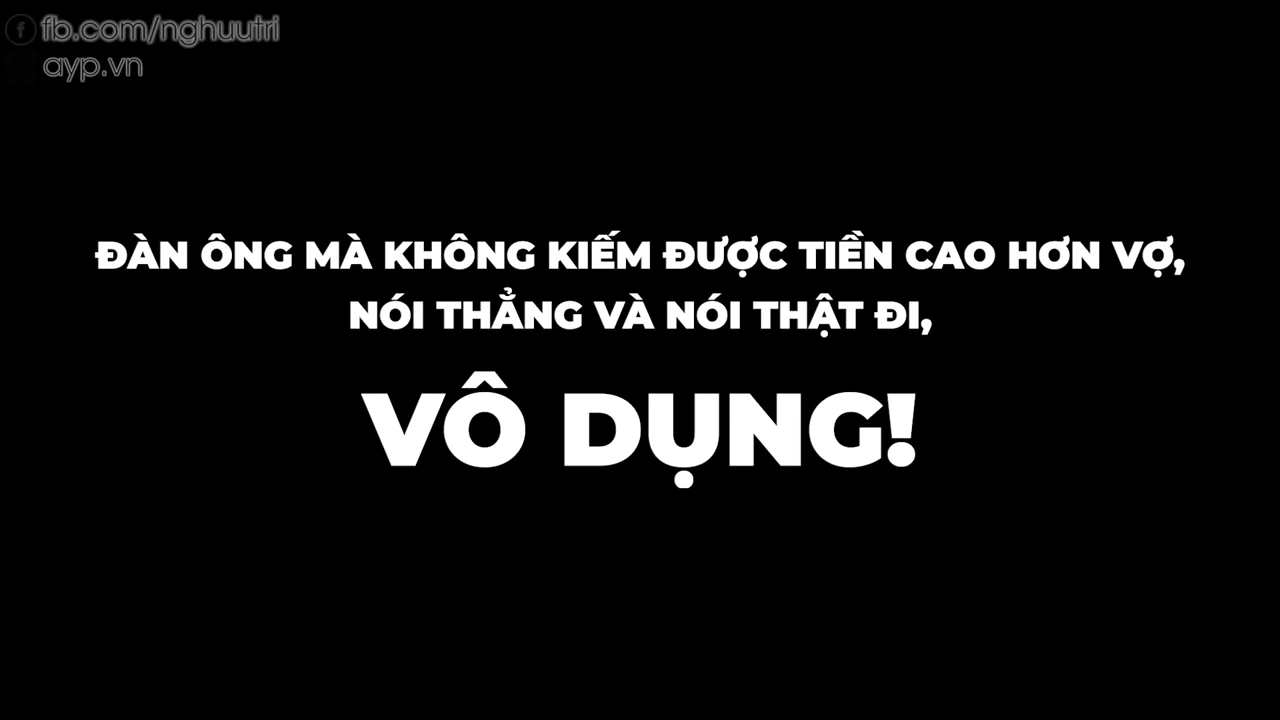 fb.com/nghuutri
ayp.vn
ĐÀN ÔNG MÀ KHÔNG KIẾM ĐƯỢC TIỀN CAO HƠN VỢ,
NÓI THẲNG VÀ NÓI THẬT ĐI,
VÔ DỤNG!